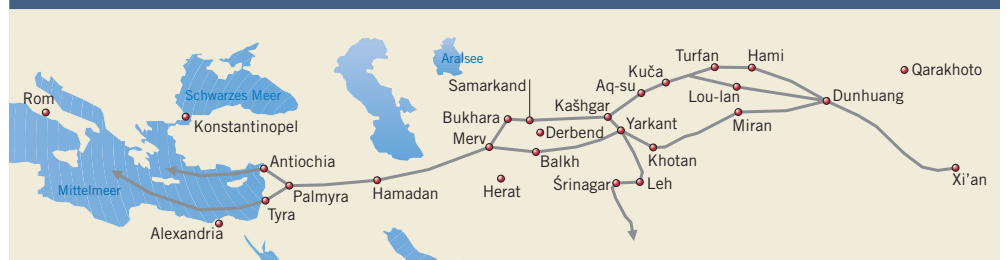 Rom
Mittelmeer
Schwarzes Meer
Konstantinopel
Antiochia
Palmyra
Tyra
Alexandria
Hamadan
Aralsee
Samarkand
Bukhara
Merv
Derbend
Balkh
Herat
Kašhgar
Aq-su
Kuča
Turfan
Hami
Lou-lan
Yarkant
Khotan
Miran
Śrinagar
Leh
Dunhuang
Qarakhoto
Xi’an